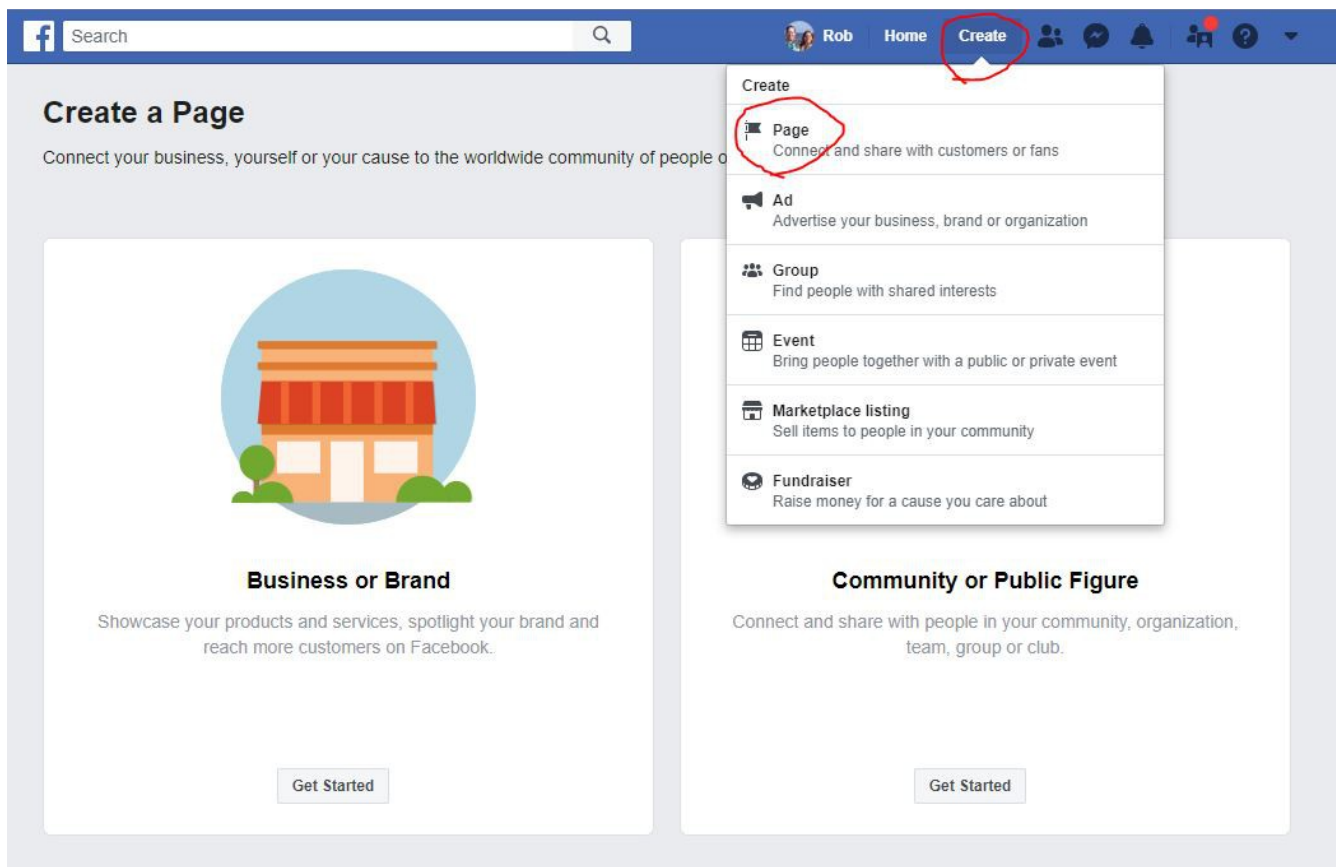 f Search Rob Home Create
Create
Create a Page
Page
Connect and share with customers or fans
Connect your business, yourself or your cause to the worldwide community of people o
Ad
Advertise your business, brand or organization
Group
Find people with shared interests
Event
Bring people together with a public or private event
Marketplace listing
Sell items to people in your community
Fundraiser
Raise money for a cause you care about
Business or Brand
Showcase your products and services, spotlight your brand and
reach more customers on Facebook.
Get Started
Community or Public Figure
Connect and share with people in your community, organization,
team, group or club.
Get Started